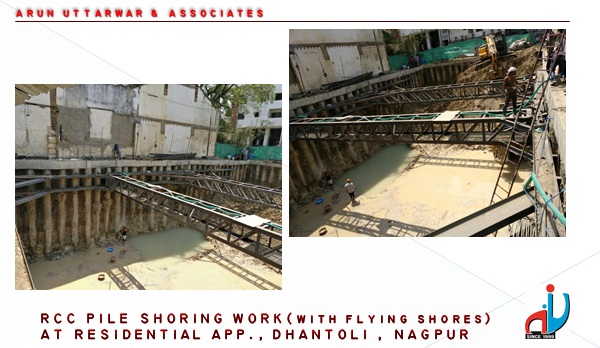 ARUN UTTARWAR & ASSOCIATES
RCC PILE SHORING WORK(WITH FLYING SHORES)
AT RESIDENTIAL APP., DHANTOLI , NAGPUR
SINCE 1999